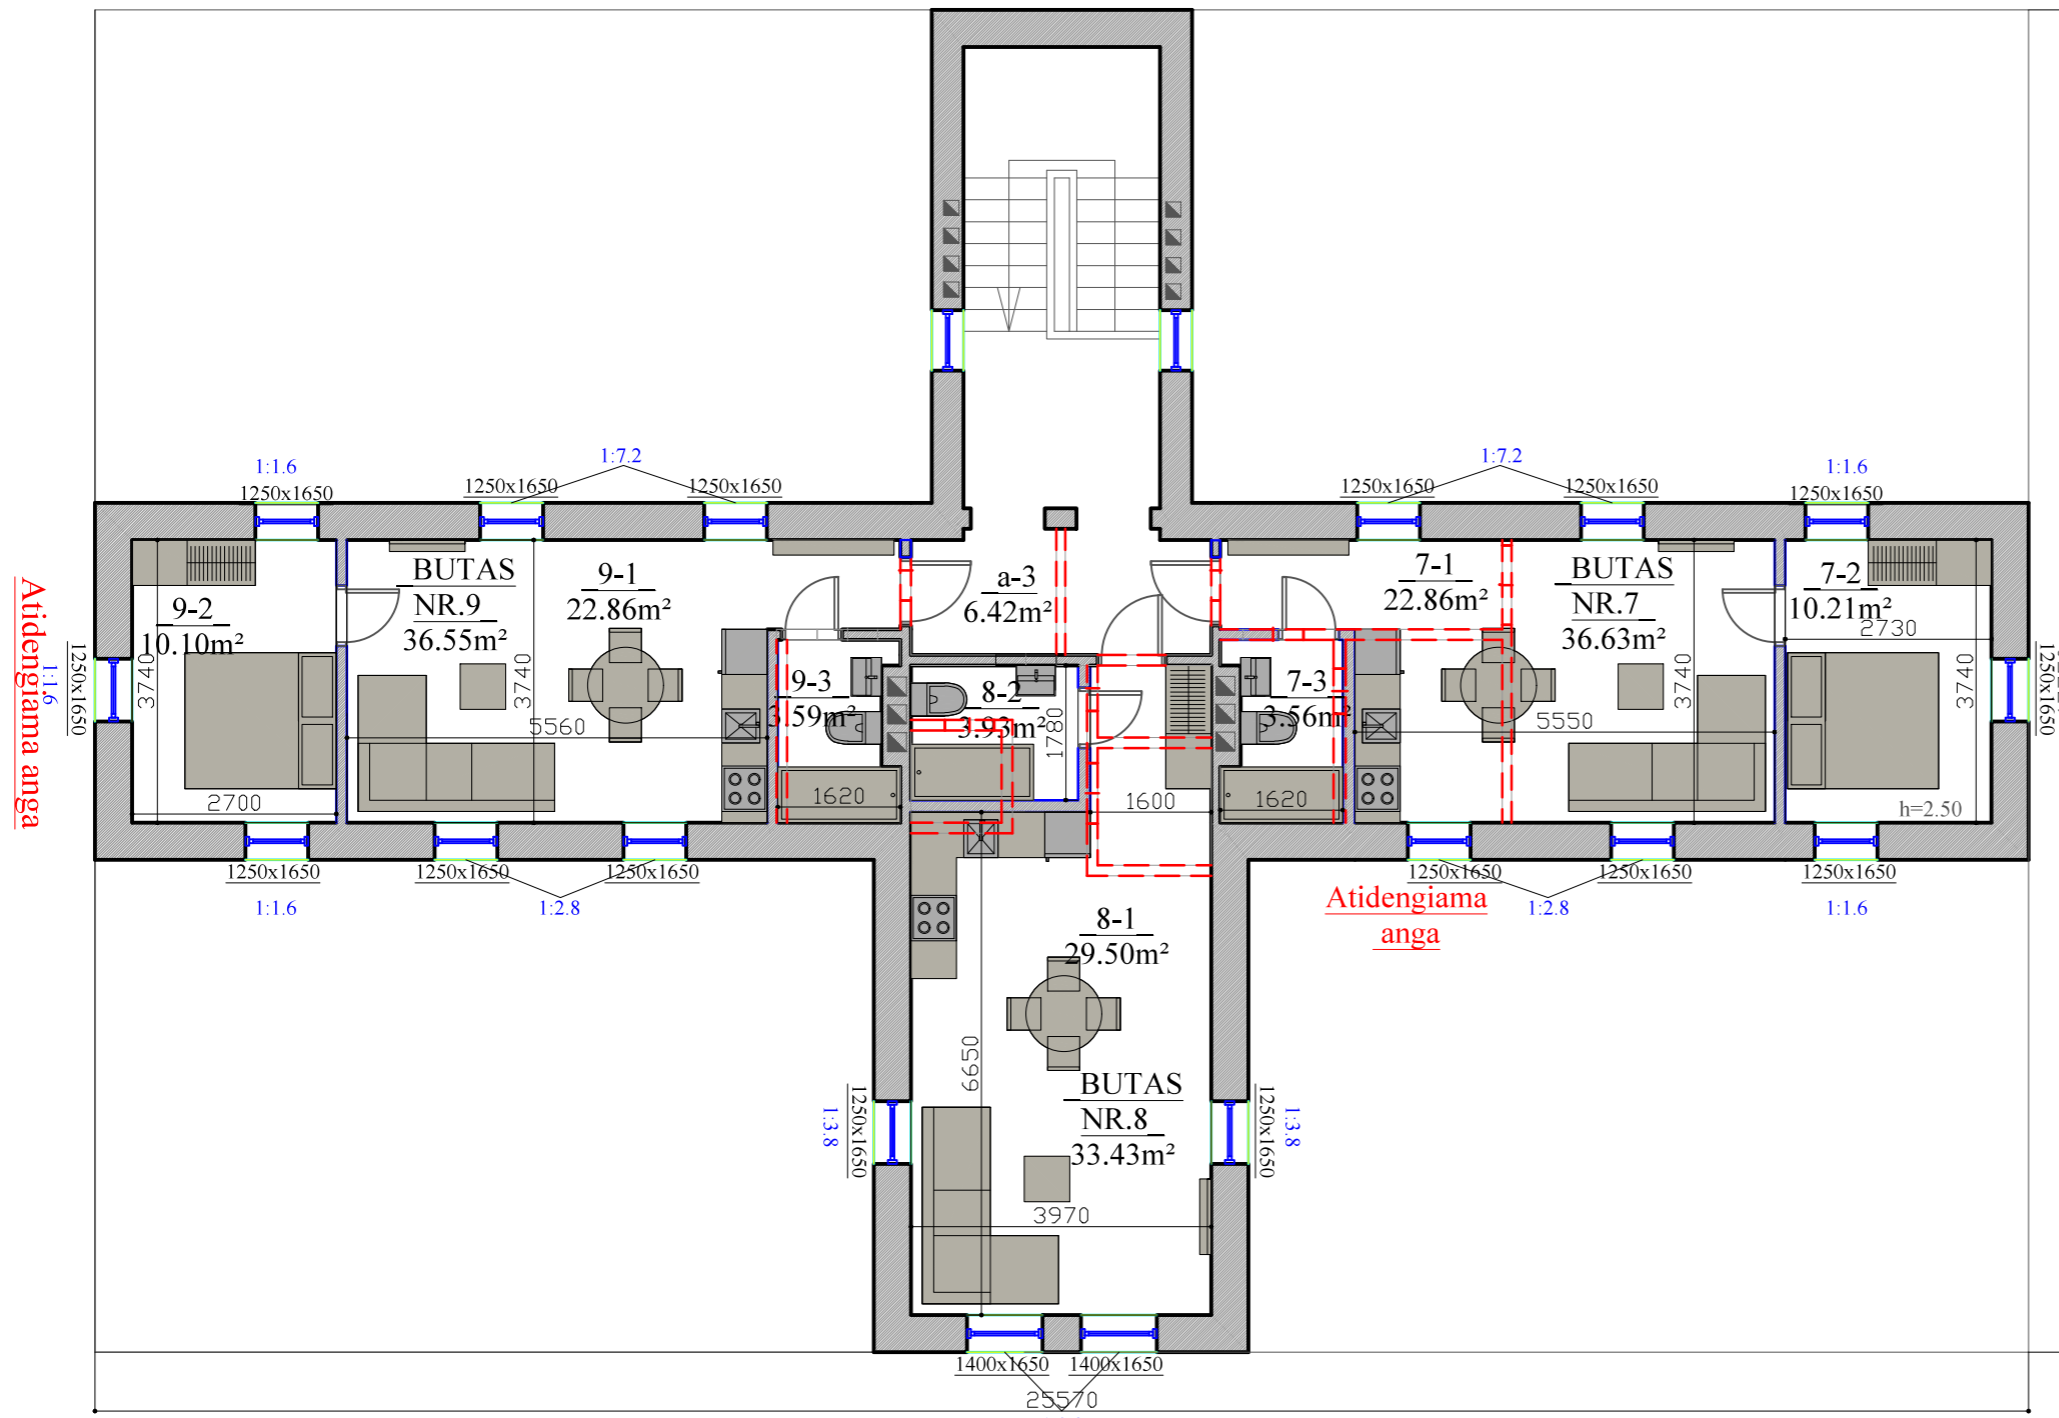 1:1.6
1:7.2
1:7.2
1:1.6
1250x1650
1250x1650
1250x1650
1250x1650
1250x1650
1250x1650
Atidengiama anga
1:1.6
1250x1650
3740
9-2
10.10m²
2700
BUTAS
NR.9
36.55m²
3740
5560
9-1
22.86m²
9-3
3.59m²
1620
a-3
6.42m²
8-2
3.93m²
1780
1600
7-3
3.56m²
1620
7-1
22.86m²
5550
BUTAS
NR.7
36.63m²
3740
7-2
10.21m²
2730
3740
h=2.50
1250x1650
1250x1650
1250x1650
1250x1650
1:1.6
1:2.8
1250x1650
1250x1650
1250x1650
Atidengiama
anga
1:2.8
1:1.6
8-1
29.50m²
6650
BUTAS
NR.8
33.43m²
1:3.8
1250x1650
1250x1650
1:3.8
3970
1400x1650
1400x1650
25570